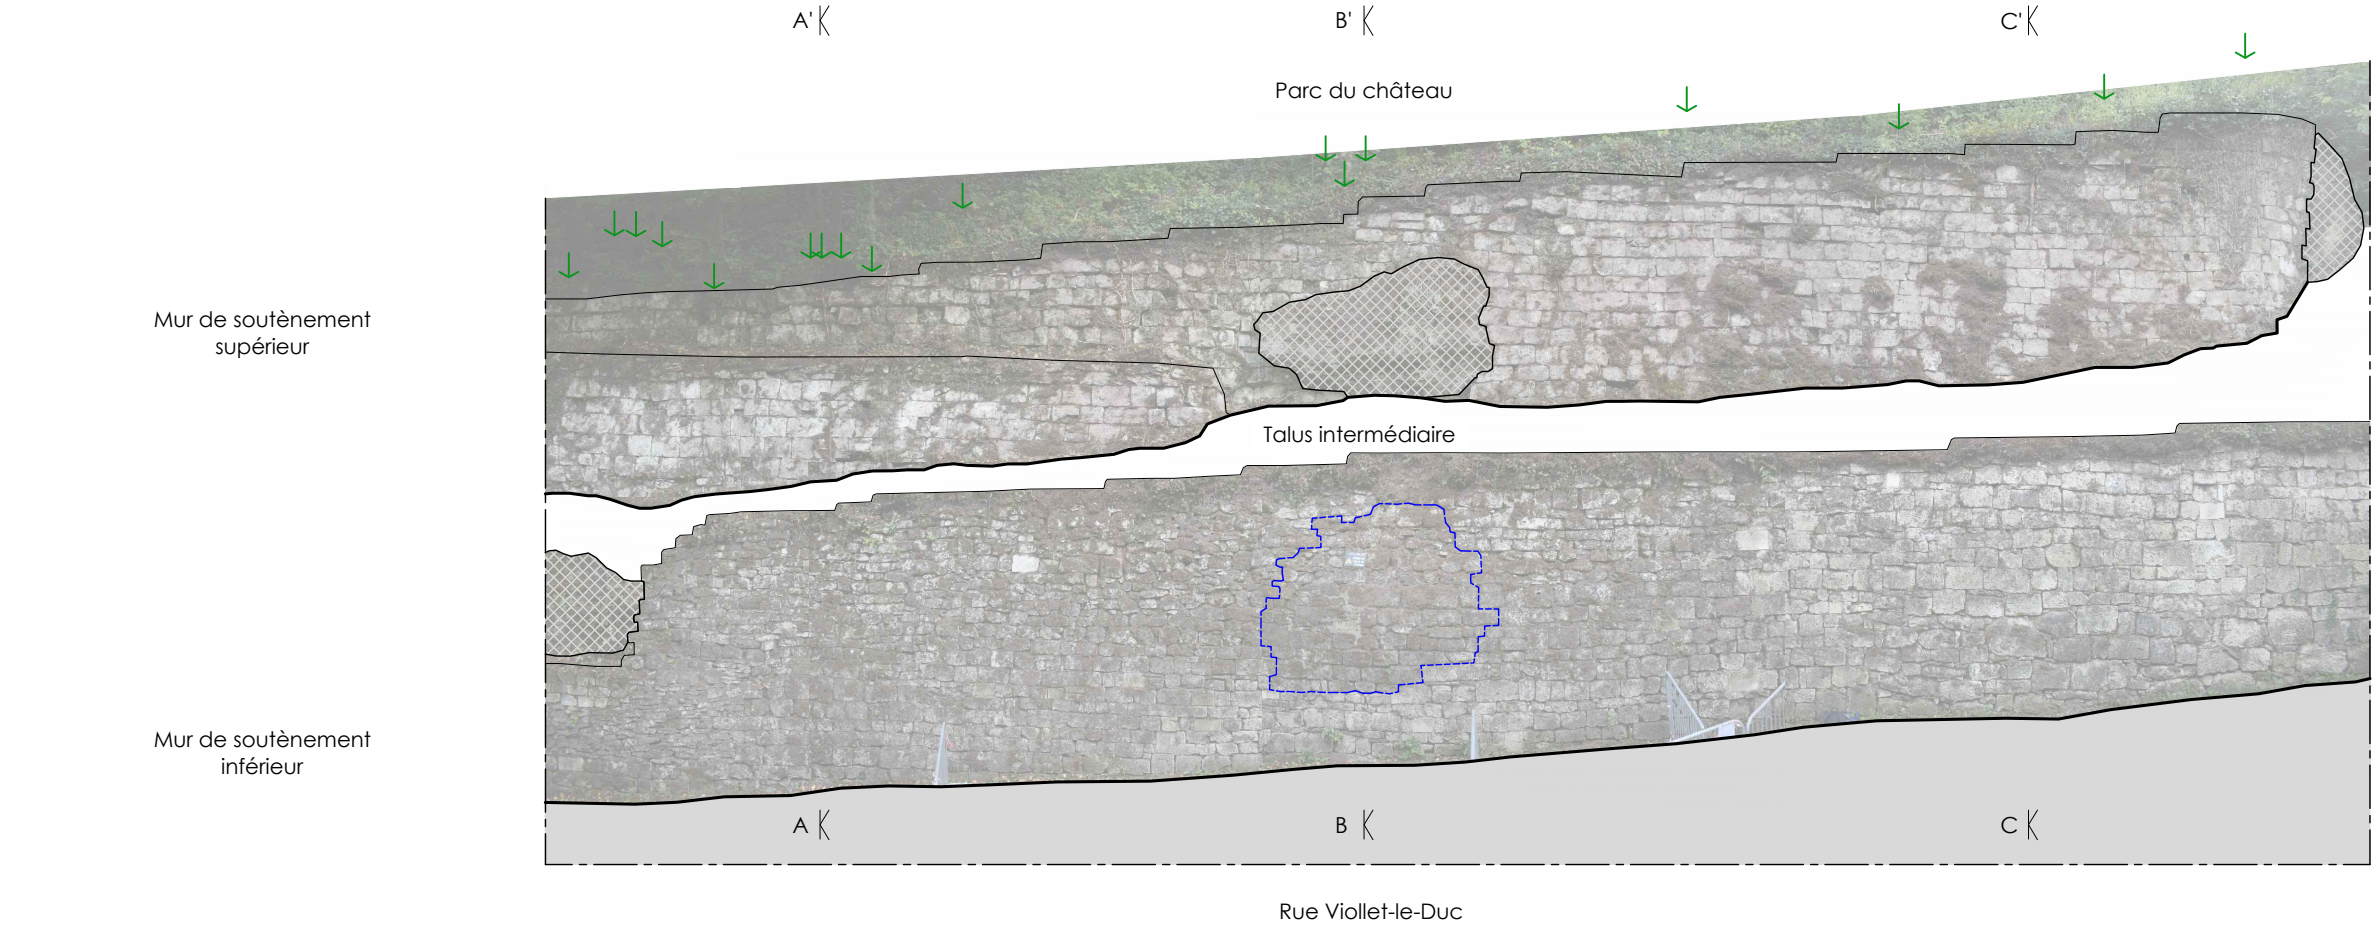 A' B' C'
Parc du château
Mur de soutènement
supérieur
Talus intermédiaire
Mur de soutènement
inférieur
A B C
Rue Viollet-le-Duc